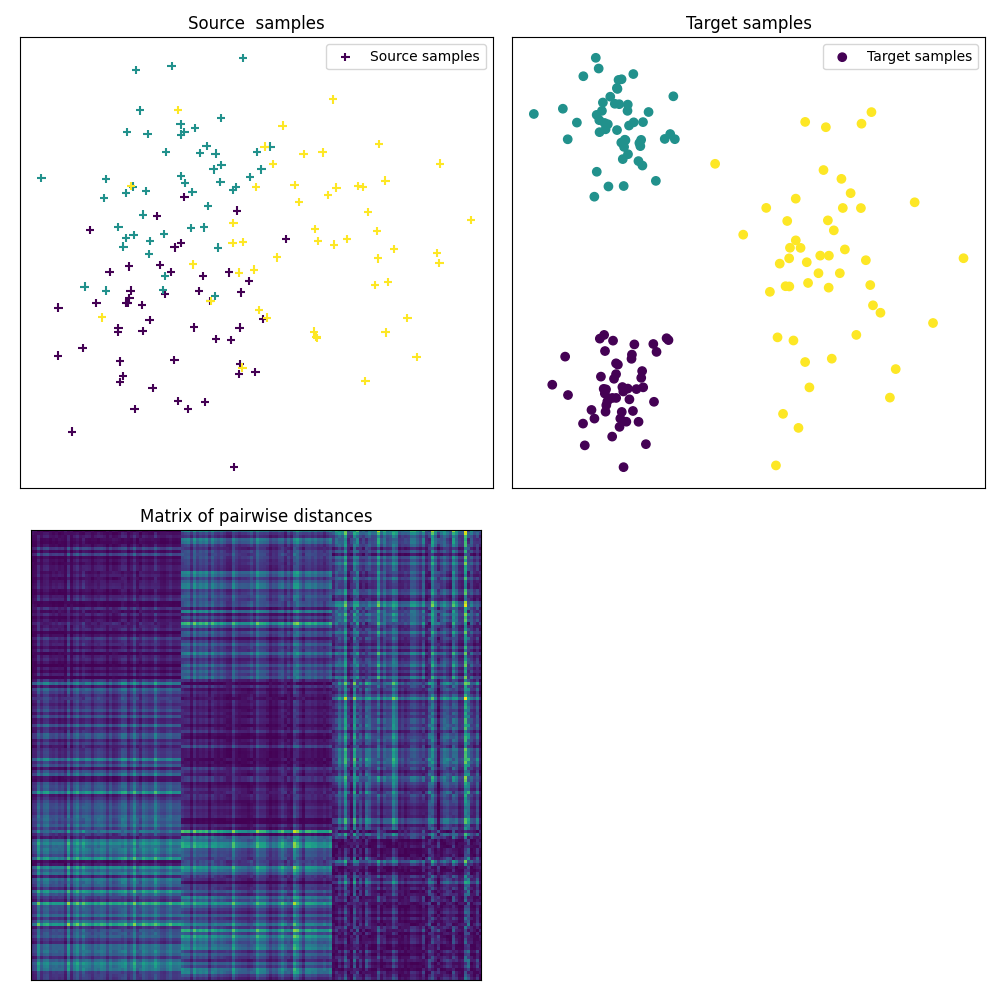 Source  samples
Source samples
Target samples
Target samples
Matrix of pairwise distances